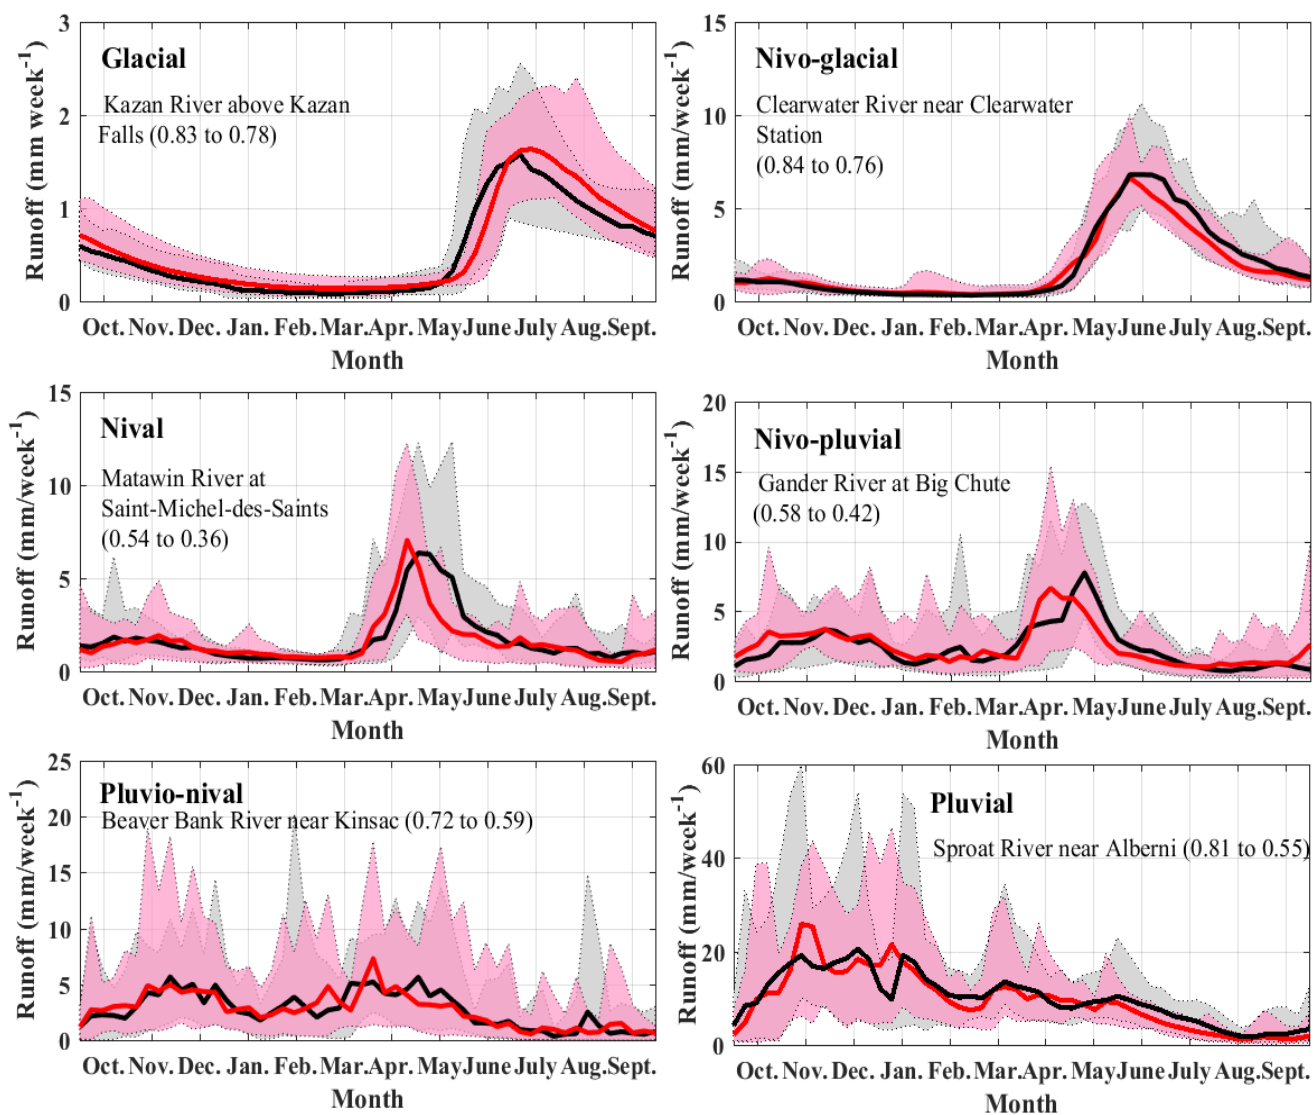 3
2
1
0
Runoff (mm week-1)
Glacial
Kazan River above Kazan
Falls (0.83 to 0.78)
Oct. Nov. Dec. Jan. Feb. Mar. Apr. May June July Aug. Sept.
Month
15
10
5
0
Runoff (mm/week-1)
Nivo-glacial
Clearwater River near Clearwater
Station
(0.84 to 0.76)
Oct. Nov. Dec. Jan. Feb. Mar. Apr. May June July Aug. Sept.
Month
15
10
5
0
Runoff (mm/week-1)
Nival
Matawin River at
Saint-Michel-des-Saints
(0.54 to 0.36)
Oct. Nov. Dec. Jan. Feb. Mar. Apr. May June July Aug. Sept.
Month
20
15
10
5
0
Runoff (mm/week-1)
Nivo-pluvial
Gander River at Big Chute
(0.58 to 0.42)
Oct. Nov. Dec. Jan. Feb. Mar. Apr. May June July Aug. Sept.
Month
25
20
15
10
5
0
Runoff (mm/week-1)
Pluvio-nival
Beaver Bank River near Kinsac (0.72 to 0.59)
Oct. Nov. Dec. Jan. Feb. Mar. Apr. May June July Aug. Sept.
Month
60
40
20
0
Runoff (mm/week-1)
Pluvial
Sproat River near Alberni (0.81 to 0.55)
Oct. Nov. Dec. Jan. Feb. Mar. Apr. May June July Aug. Sept.
Month